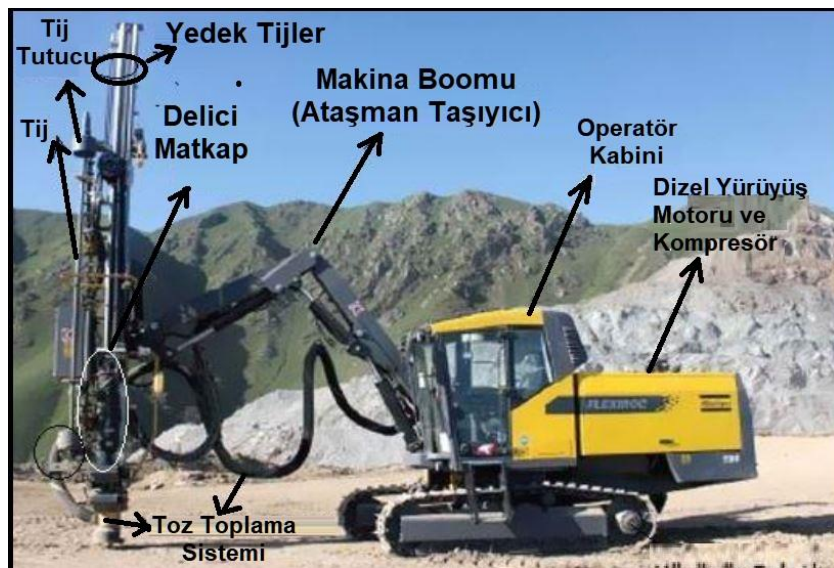 Tij
Tutucu
Yedek Tijler
Tij
Delici
Matkap
Makina Boomu
(Ataşman Taşıyıcı)
Operatör
Kabini
Dizel Yürüyüş
Motoru ve
Kompresör
FLEXIROC
Toz Toplama
Sistemi